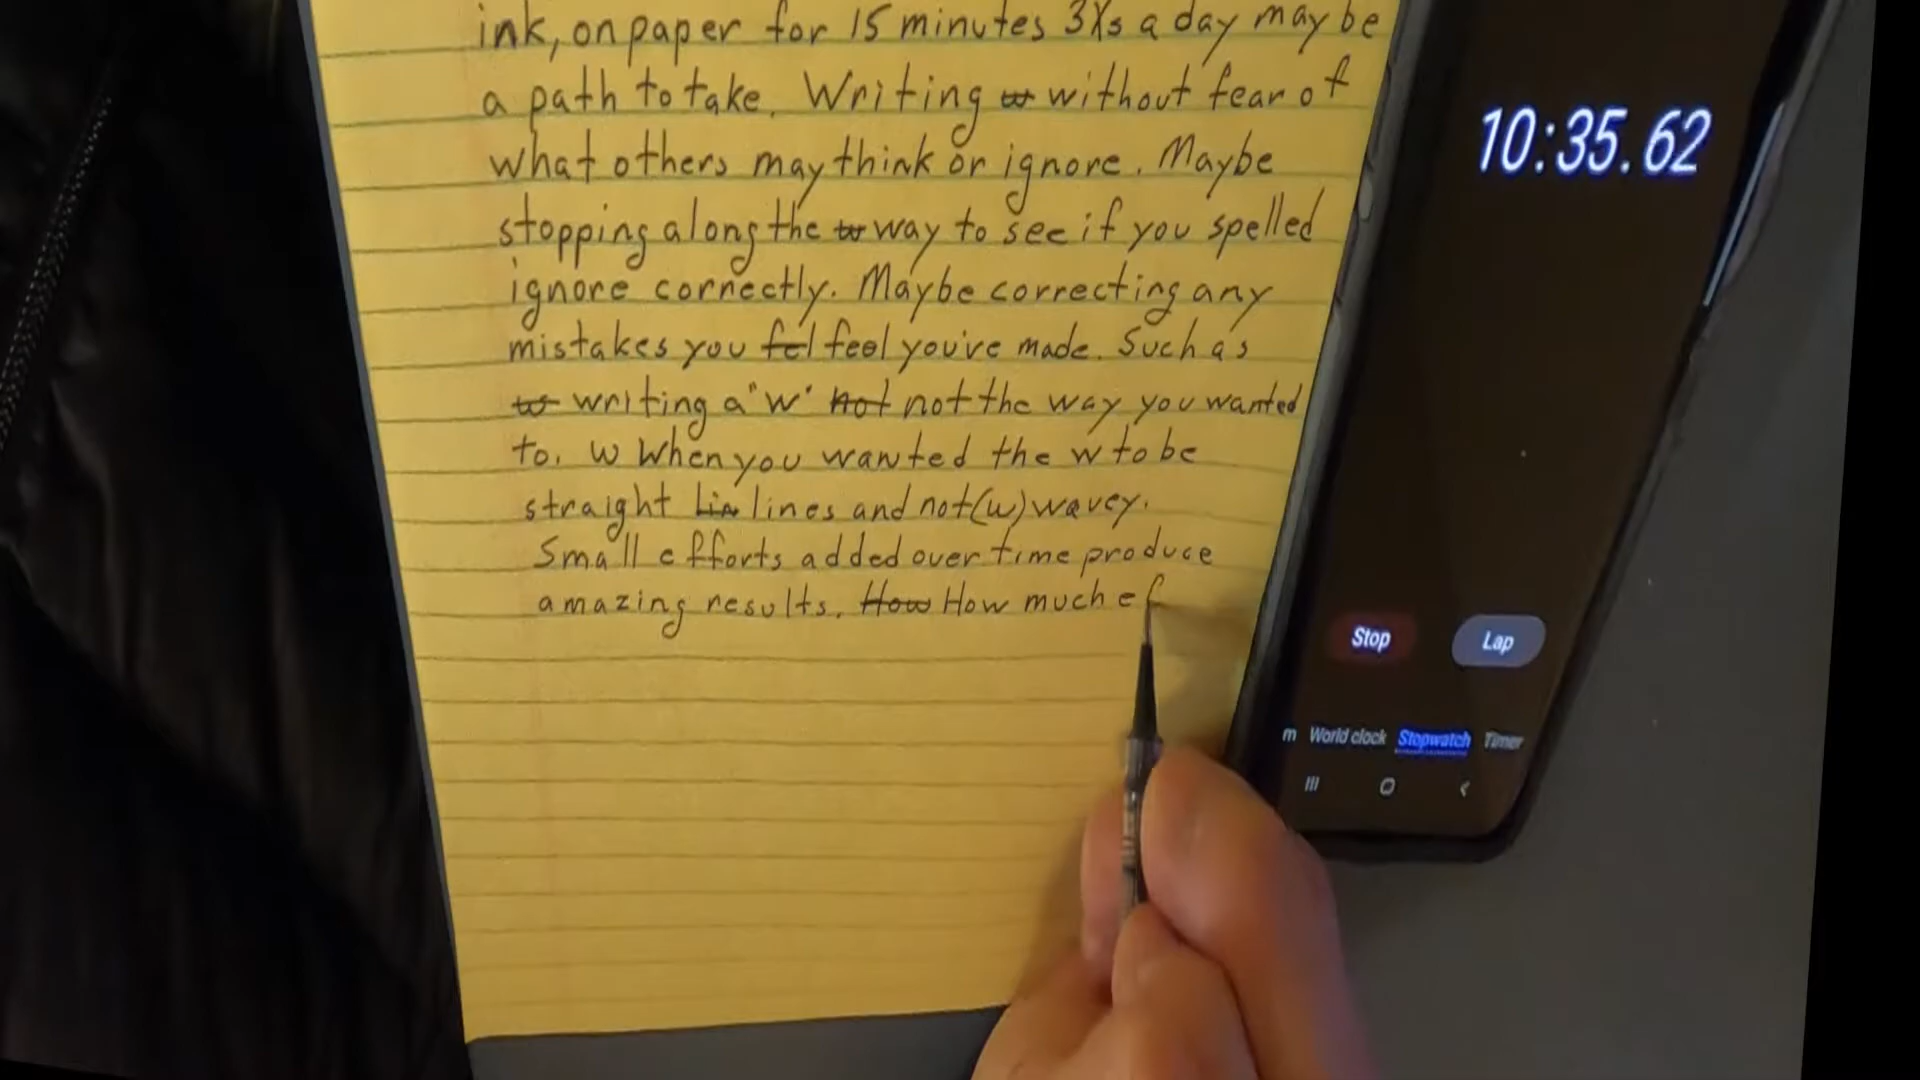 ink, on paper for 15 minutes 3Xs a day may be
a path to take. Writing w without fear of
what others may think or ignore. Maybe
stopping along the w way to see if you spelled
ignore correctly. Maybe correcting any
mistakes you fel feel you've made. Such as
w writing a "w" not not the way you wanted
to. w When you wanted the w to be
straight lin lines and not (w) wavey.
Small efforts added over time produce
amazing results. How How much ef
10:35.62
Stop Lap
m World clock Stopwatch Timer